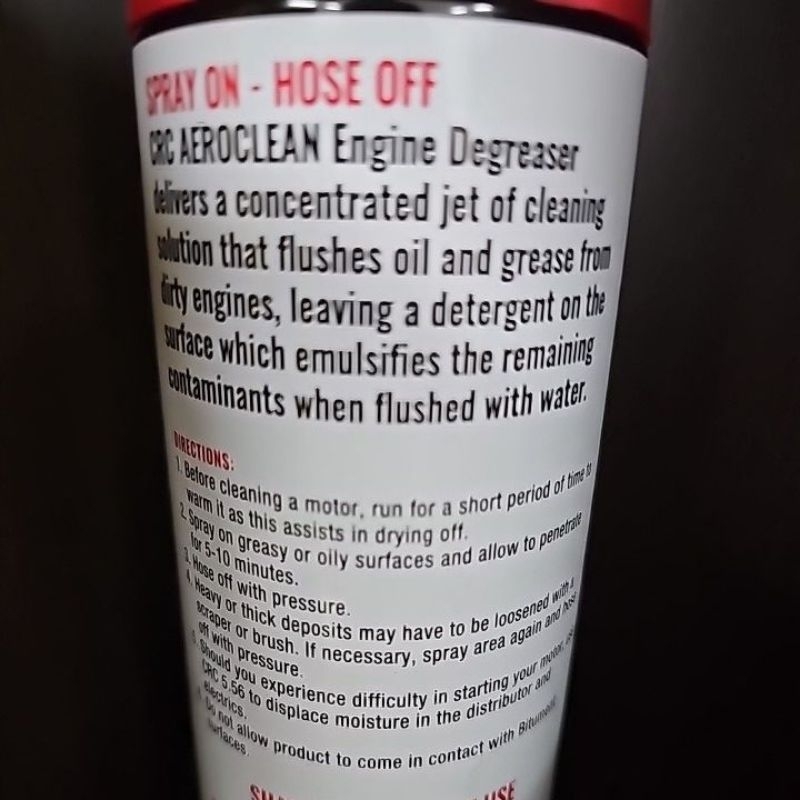 SPRAY ON - HOSE OFF
CRC AEROCLEAN Engine Degreaser
delivers a concentrated jet of cleaning
solution that flushes oil and grease from
dirty engines, leaving a detergent on the
surface which emulsifies the remaining
contaminants when flushed with water.
DIRECTIONS:
1. Before cleaning a motor, run for a short period of time to
warm it as this assists in drying off.
2. Spray on greasy or oily surfaces and allow to penetrate
for 5-10 minutes.
3. Hose off with pressure.
4. Heavy or thick deposits may have to be loosened with a
scraper or brush. If necessary, spray area again and hose
off with pressure.
5. Should you experience difficulty in starting your motor, use
CRC 5.56 to displace moisture in the distributor and
electrics.
Do not allow product to come in contact with Bitumen
surfaces.
USE